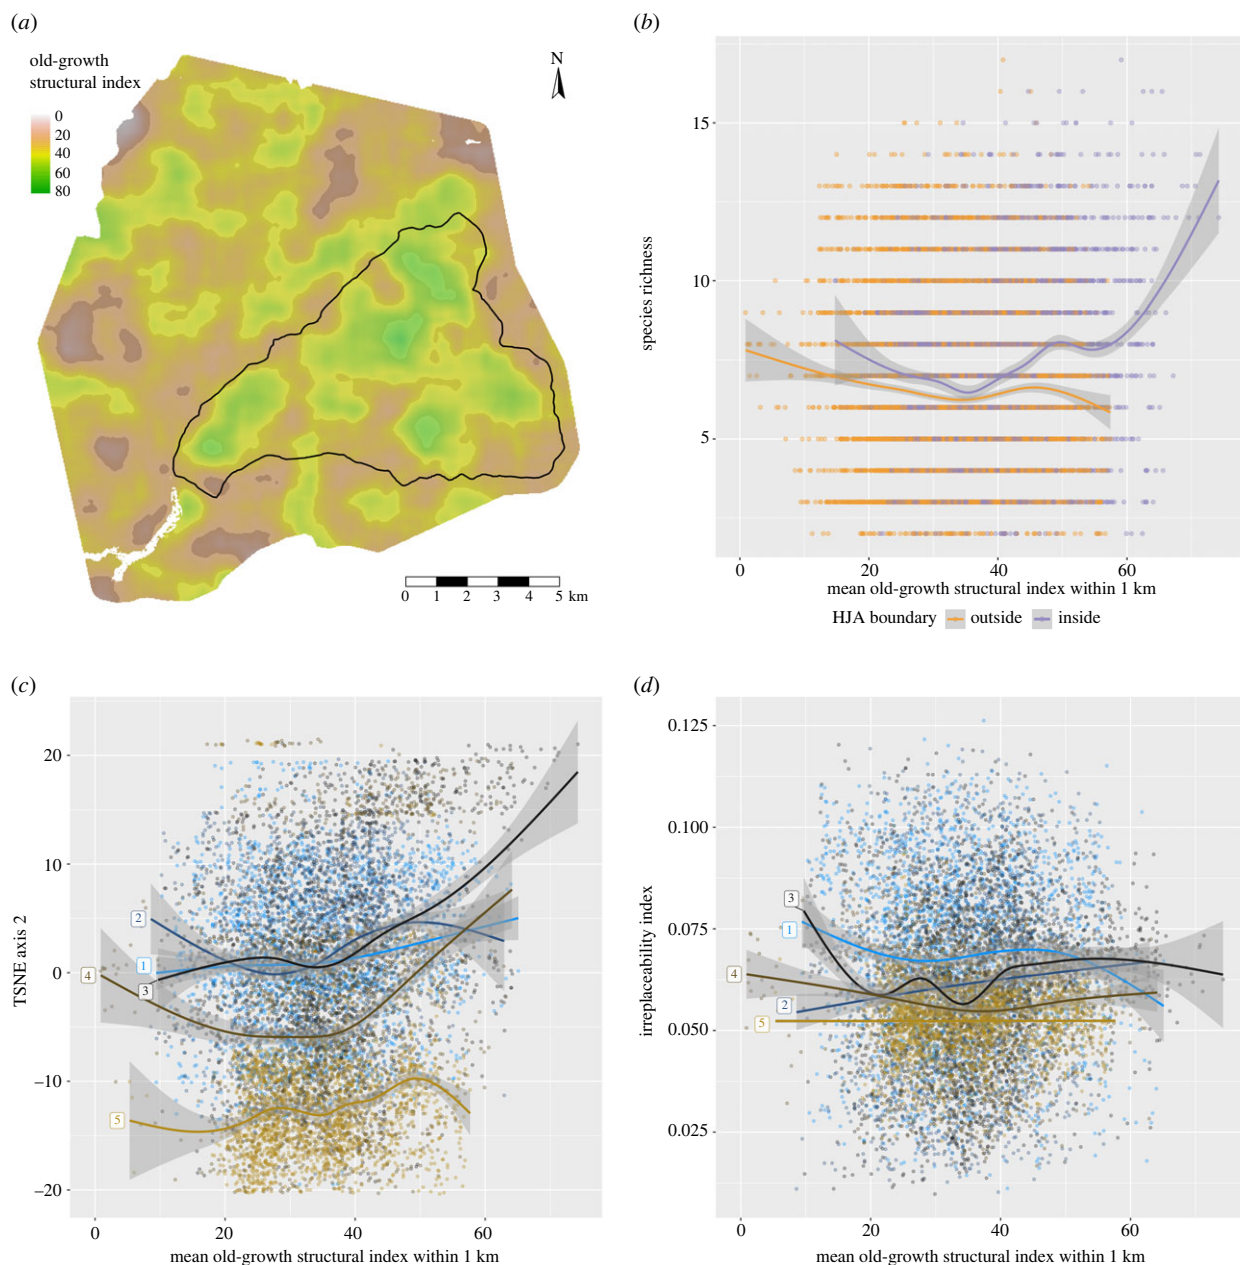 (a)
old-growth
structural index
0
20
40
60
80
N
0 1 2 3 4 5 km
(b)
15
10
5
species richness
0 20 40 60
mean old-growth structural index within 1 km
HJA boundary outside inside
(c)
20
10
0
−10
−20
TSNE axis 2
2
1
3
4
5
0 20 40 60
mean old-growth structural index within 1 km
(d)
0.125
0.100
0.075
0.050
0.025
irreplaceability index
3
1
4
2
5
0 20 40 60
mean old-growth structural index within 1 km